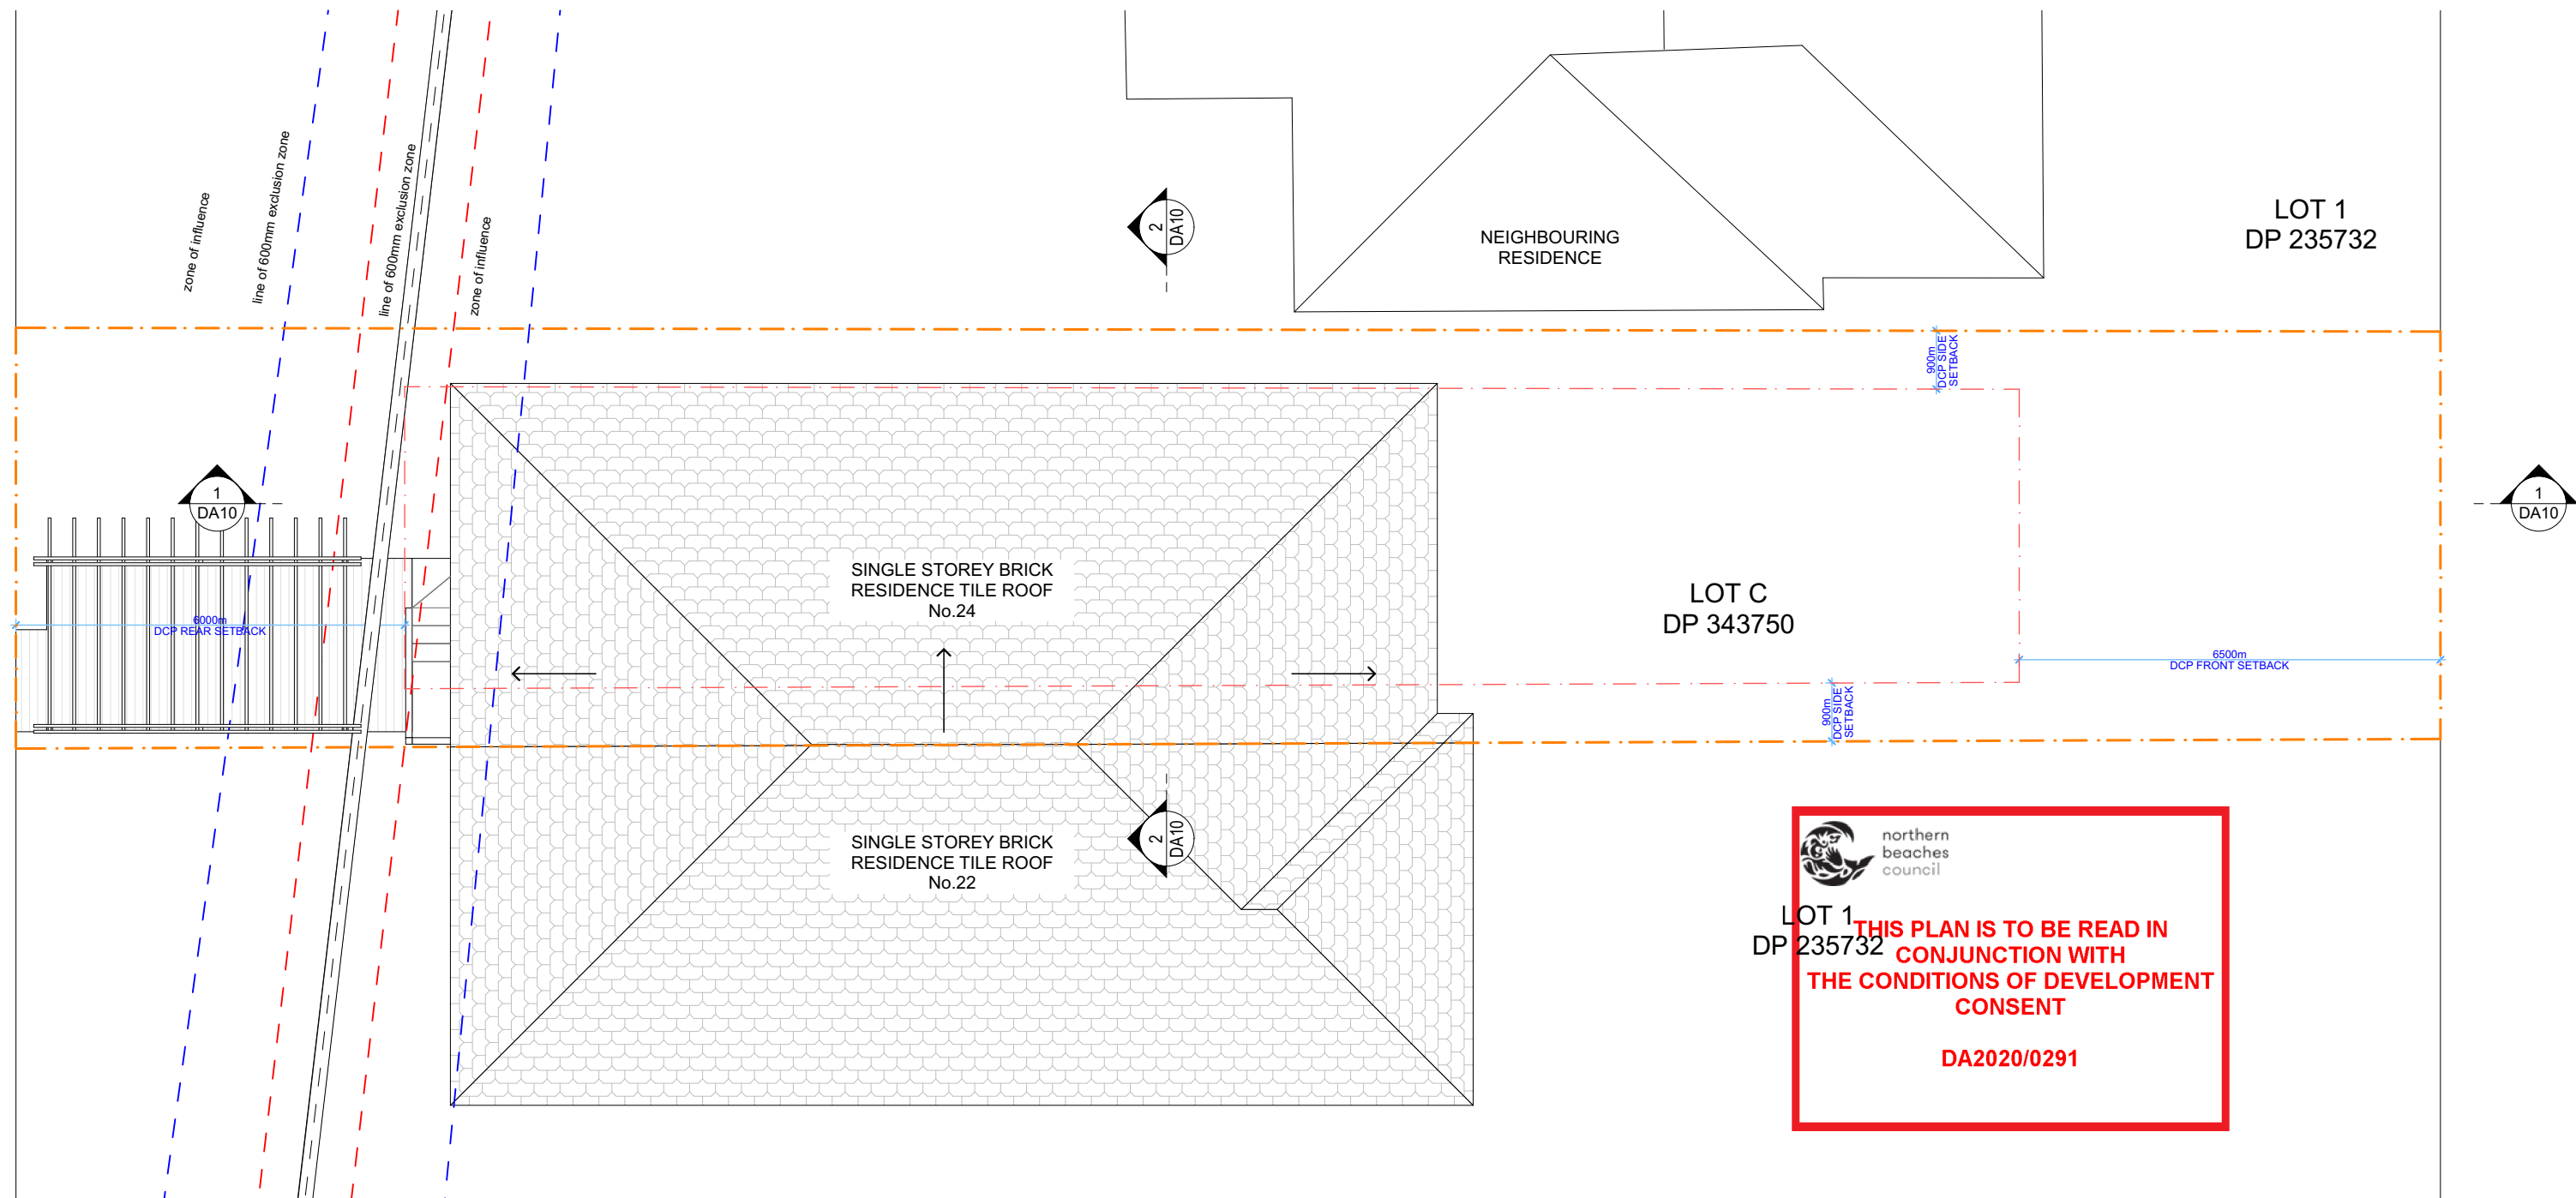 zone of influence
line of 600mm exclusion zone
line of 600mm exclusion zone
zone of influence
2
DA10
NEIGHBOURING
RESIDENCE
LOT 1
DP 235732
900m
DCP SIDE
SETBACK
1
DA10
1
DA10
SINGLE STOREY BRICK
RESIDENCE TILE ROOF
No.24
LOT C
DP 343750
6000m
DCP REAR SETBACK
6500m
DCP FRONT SETBACK
900m
DCP SIDE
SETBACK
SINGLE STOREY BRICK
RESIDENCE TILE ROOF
No.22
2
DA10
northern
beaches
council
LOT 1
DP 235732
THIS PLAN IS TO BE READ IN
CONJUNCTION WITH
THE CONDITIONS OF DEVELOPMENT
CONSENT
DA2020/0291